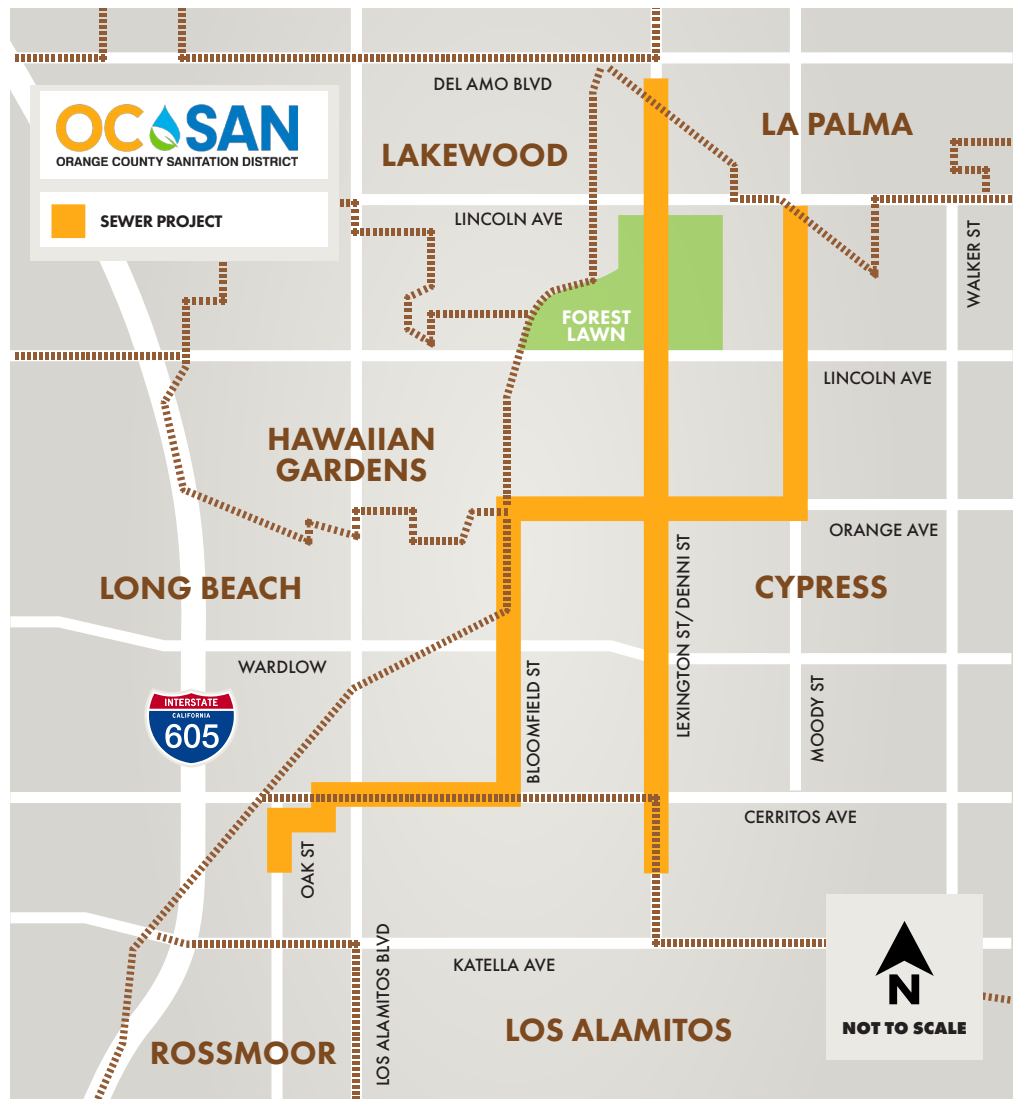 DEL AMO BLVD
OC SAN
ORANGE COUNTY SANITATION DISTRICT
LA PALMA
LAKEWOOD
SEWER PROJECT
LINCOLN AVE
WALKER ST
FOREST
LAWN
LINCOLN AVE
HAWAIIAN
GARDENS
ORANGE AVE
LONG BEACH
LEXINGTON ST/DENNI ST
CYPRESS
WARDLOW
BLOOMFIELD ST
MOODY ST
INTERSTATE
CALIFORNIA
605
CERRITOS AVE
OAK ST
LOS ALAMITOS BLVD
KATELLA AVE
N
NOT TO SCALE
LOS ALAMITOS
ROSSMOOR